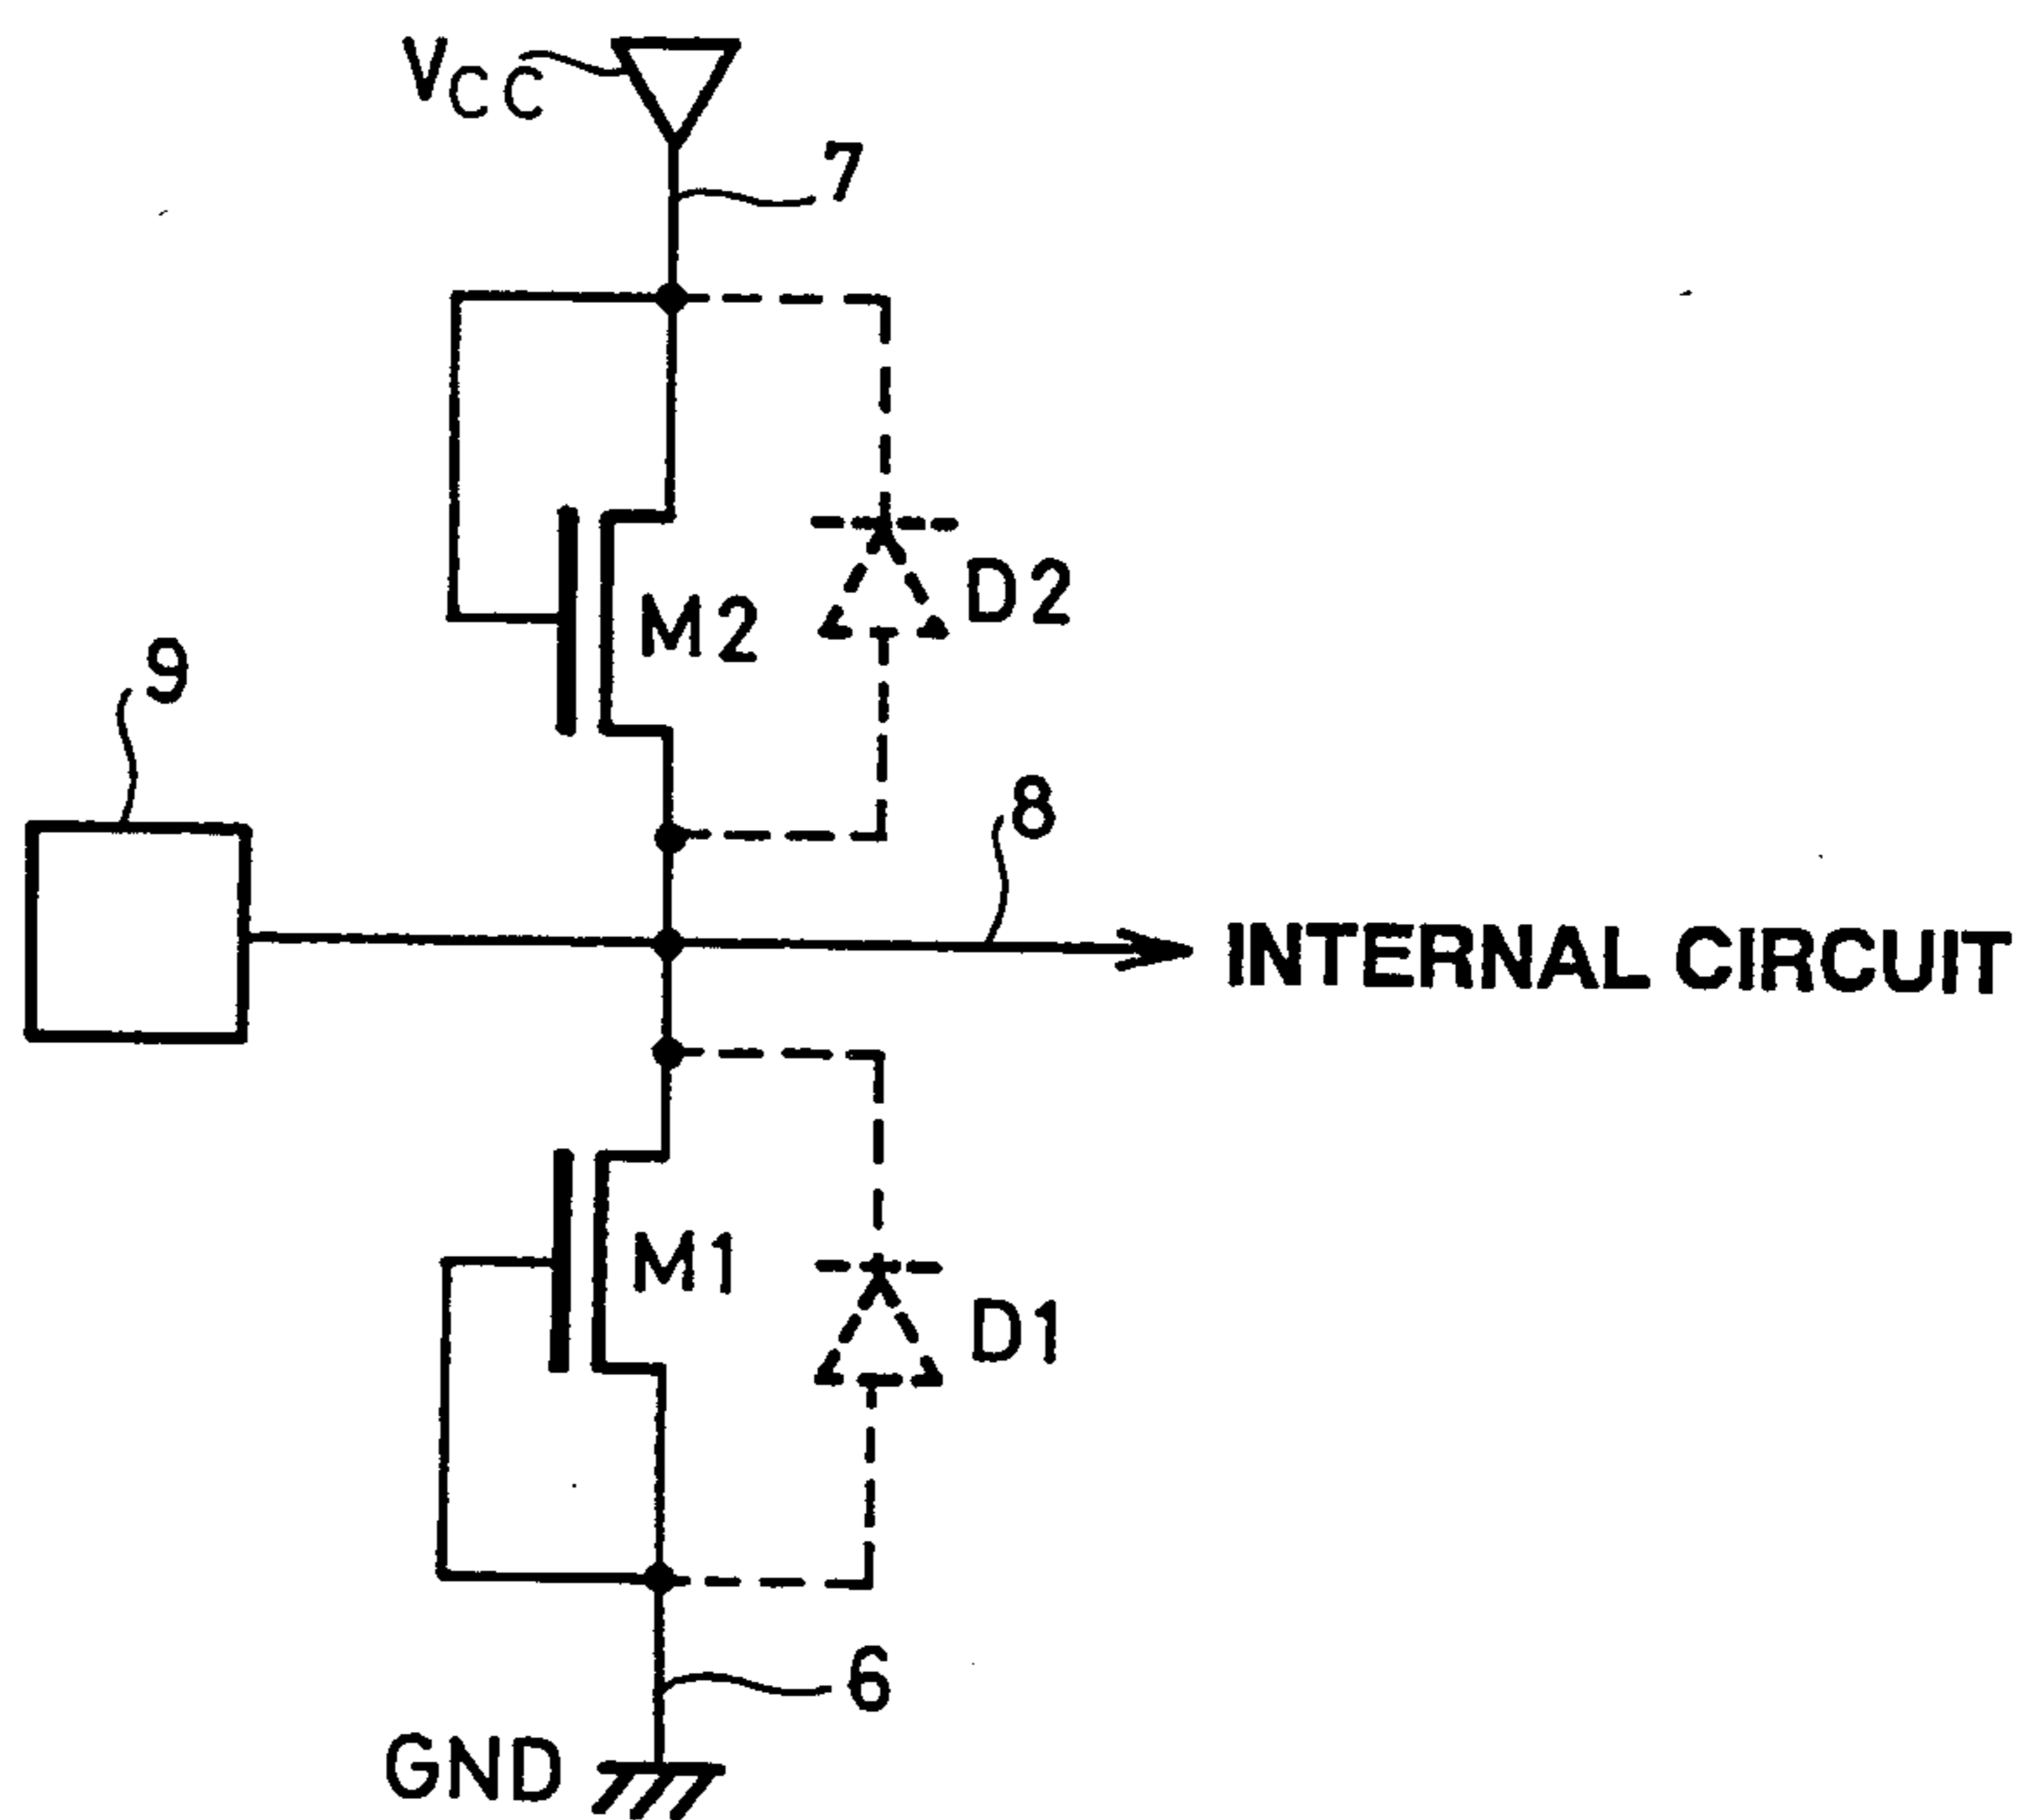 VCC
7
D2
M2
9
8
INTERNAL CIRCUIT
M1
D1
6
GND